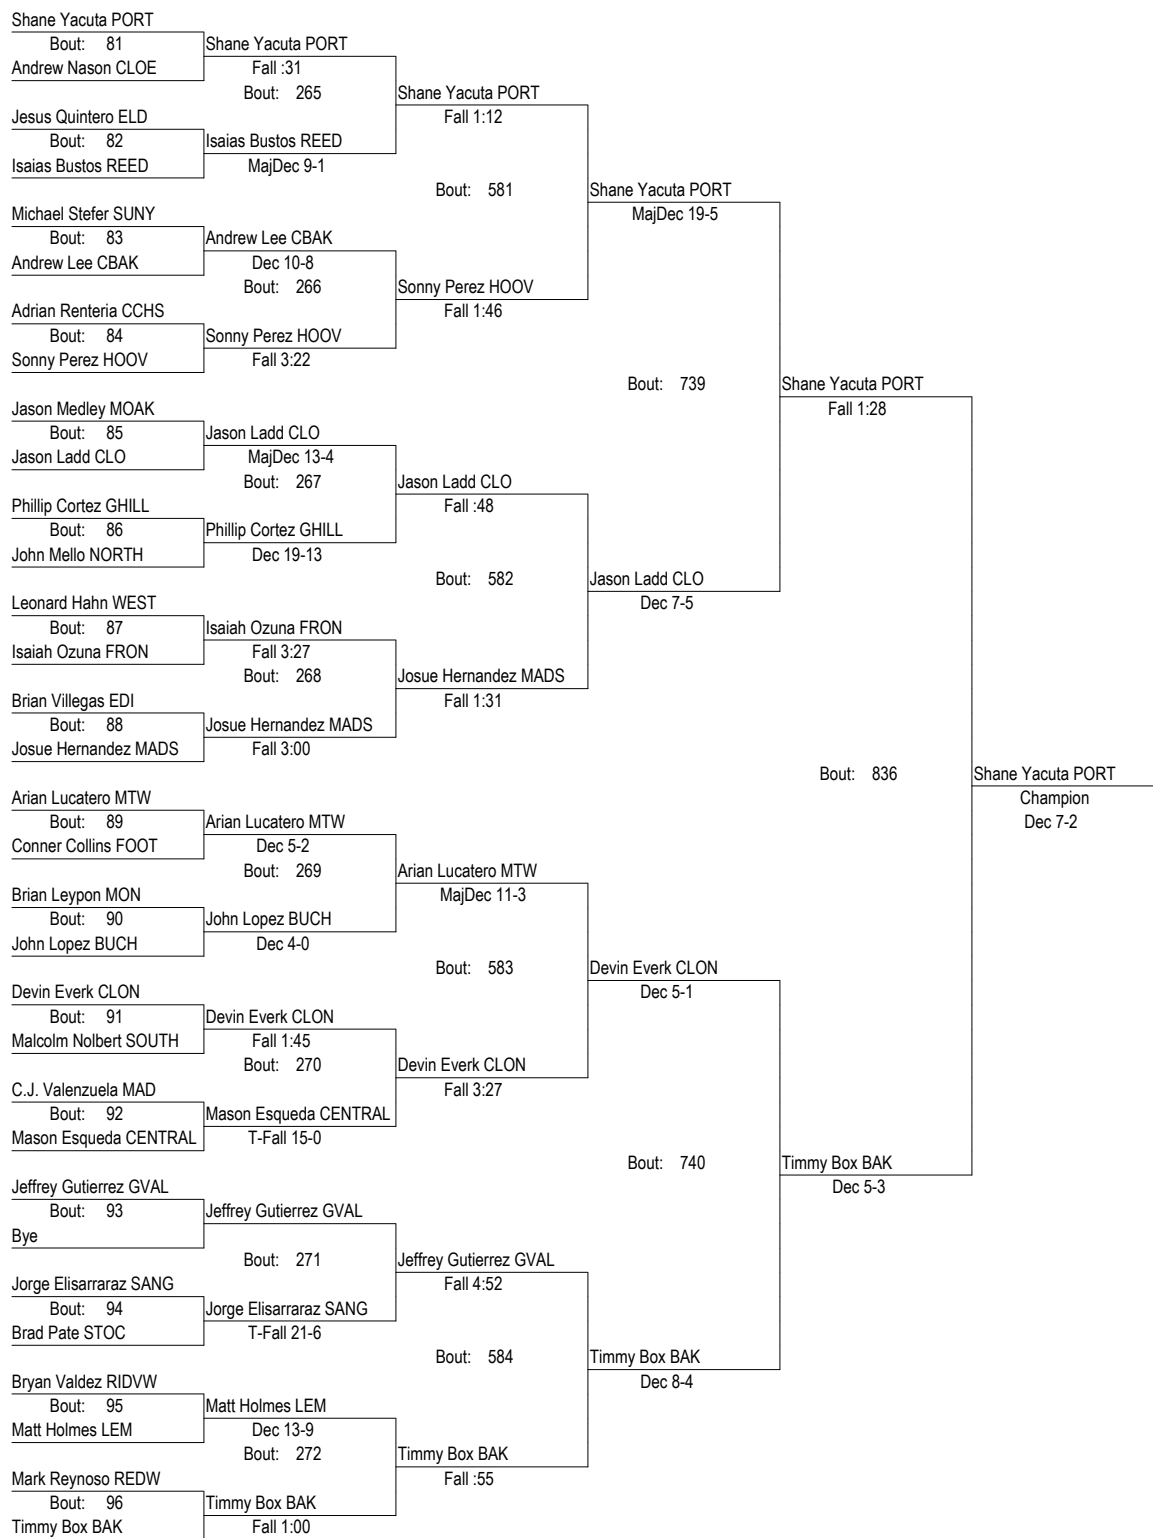 Shane Yacuta PORT
Bout: 81
Shane Yacuta PORT
Andrew Nason CLOE
Fall :31
Bout: 265
Shane Yacuta PORT
Jesus Quintero ELD
Fall 1:12
Bout: 82
Isaias Bustos REED
Isaias Bustos REED
MajDec 9-1
Bout: 581
Shane Yacuta PORT
Michael Stefer SUNY
MajDec 19-5
Bout: 83
Andrew Lee CBAK
Andrew Lee CBAK
Dec 10-8
Bout: 266
Sonny Perez HOOV
Adrian Renteria CCHS
Fall 1:46
Bout: 84
Sonny Perez HOOV
Sonny Perez HOOV
Fall 3:22
Bout: 739
Shane Yacuta PORT
Jason Medley MOAK
Fall 1:28
Bout: 85
Jason Ladd CLO
Jason Ladd CLO
MajDec 13-4
Bout: 267
Jason Ladd CLO
Phillip Cortez GHILL
Fall :48
Bout: 86
Phillip Cortez GHILL
John Mello NORTH
Dec 19-13
Bout: 582
Jason Ladd CLO
Leonard Hahn WEST
Dec 7-5
Bout: 87
Isaiah Ozuna FRON
Isaiah Ozuna FRON
Fall 3:27
Bout: 268
Josue Hernandez MADS
Brian Villegas EDI
Fall 1:31
Bout: 88
Josue Hernandez MADS
Josue Hernandez MADS
Fall 3:00
Bout: 836
Shane Yacuta PORT
Arian Lucatero MTW
Champion
Bout: 89
Arian Lucatero MTW
Dec 7-2
Conner Collins FOOT
Dec 5-2
Bout: 269
Arian Lucatero MTW
Brian Leypon MON
MajDec 11-3
Bout: 90
John Lopez BUCH
John Lopez BUCH
Dec 4-0
Bout: 583
Devin Everk CLON
Devin Everk CLON
Dec 5-1
Bout: 91
Devin Everk CLON
Malcolm Nolbert SOUTH
Fall 1:45
Bout: 270
Devin Everk CLON
C.J. Valenzuela MAD
Fall 3:27
Bout: 92
Mason Esqueda CENTRAL
Mason Esqueda CENTRAL
T-Fall 15-0
Bout: 740
Timmy Box BAK
Jeffrey Gutierrez GVAL
Dec 5-3
Bout: 93
Jeffrey Gutierrez GVAL
Bye
Bout: 271
Jeffrey Gutierrez GVAL
Jorge Elisarraraz SANG
Fall 4:52
Bout: 94
Jorge Elisarraraz SANG
Brad Pate STOC
T-Fall 21-6
Bout: 584
Timmy Box BAK
Bryan Valdez RIDVW
Dec 8-4
Bout: 95
Matt Holmes LEM
Matt Holmes LEM
Dec 13-9
Bout: 272
Timmy Box BAK
Mark Reynoso REDW
Fall :55
Bout: 96
Timmy Box BAK
Timmy Box BAK
Fall 1:00